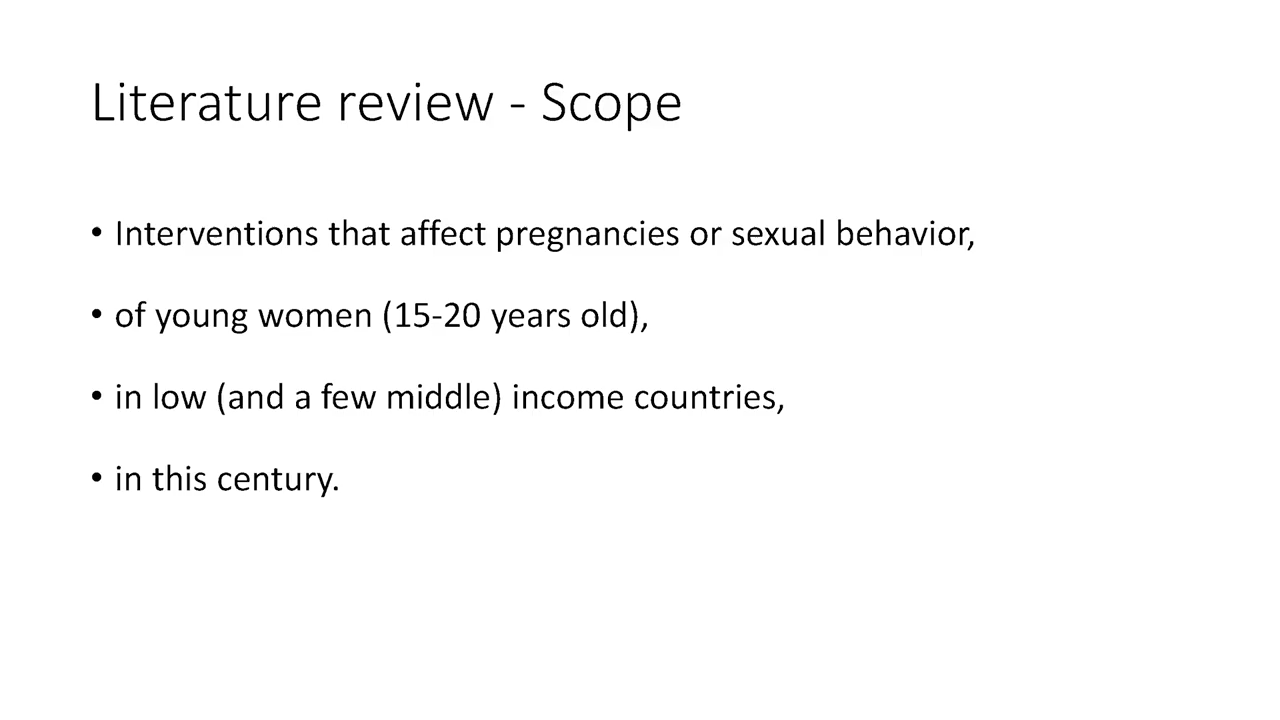 Literature review - Scope
• Interventions that affect pregnancies or sexual behavior,
• of young women (15-20 years old),
• in low (and a few middle) income countries,
• in this century.